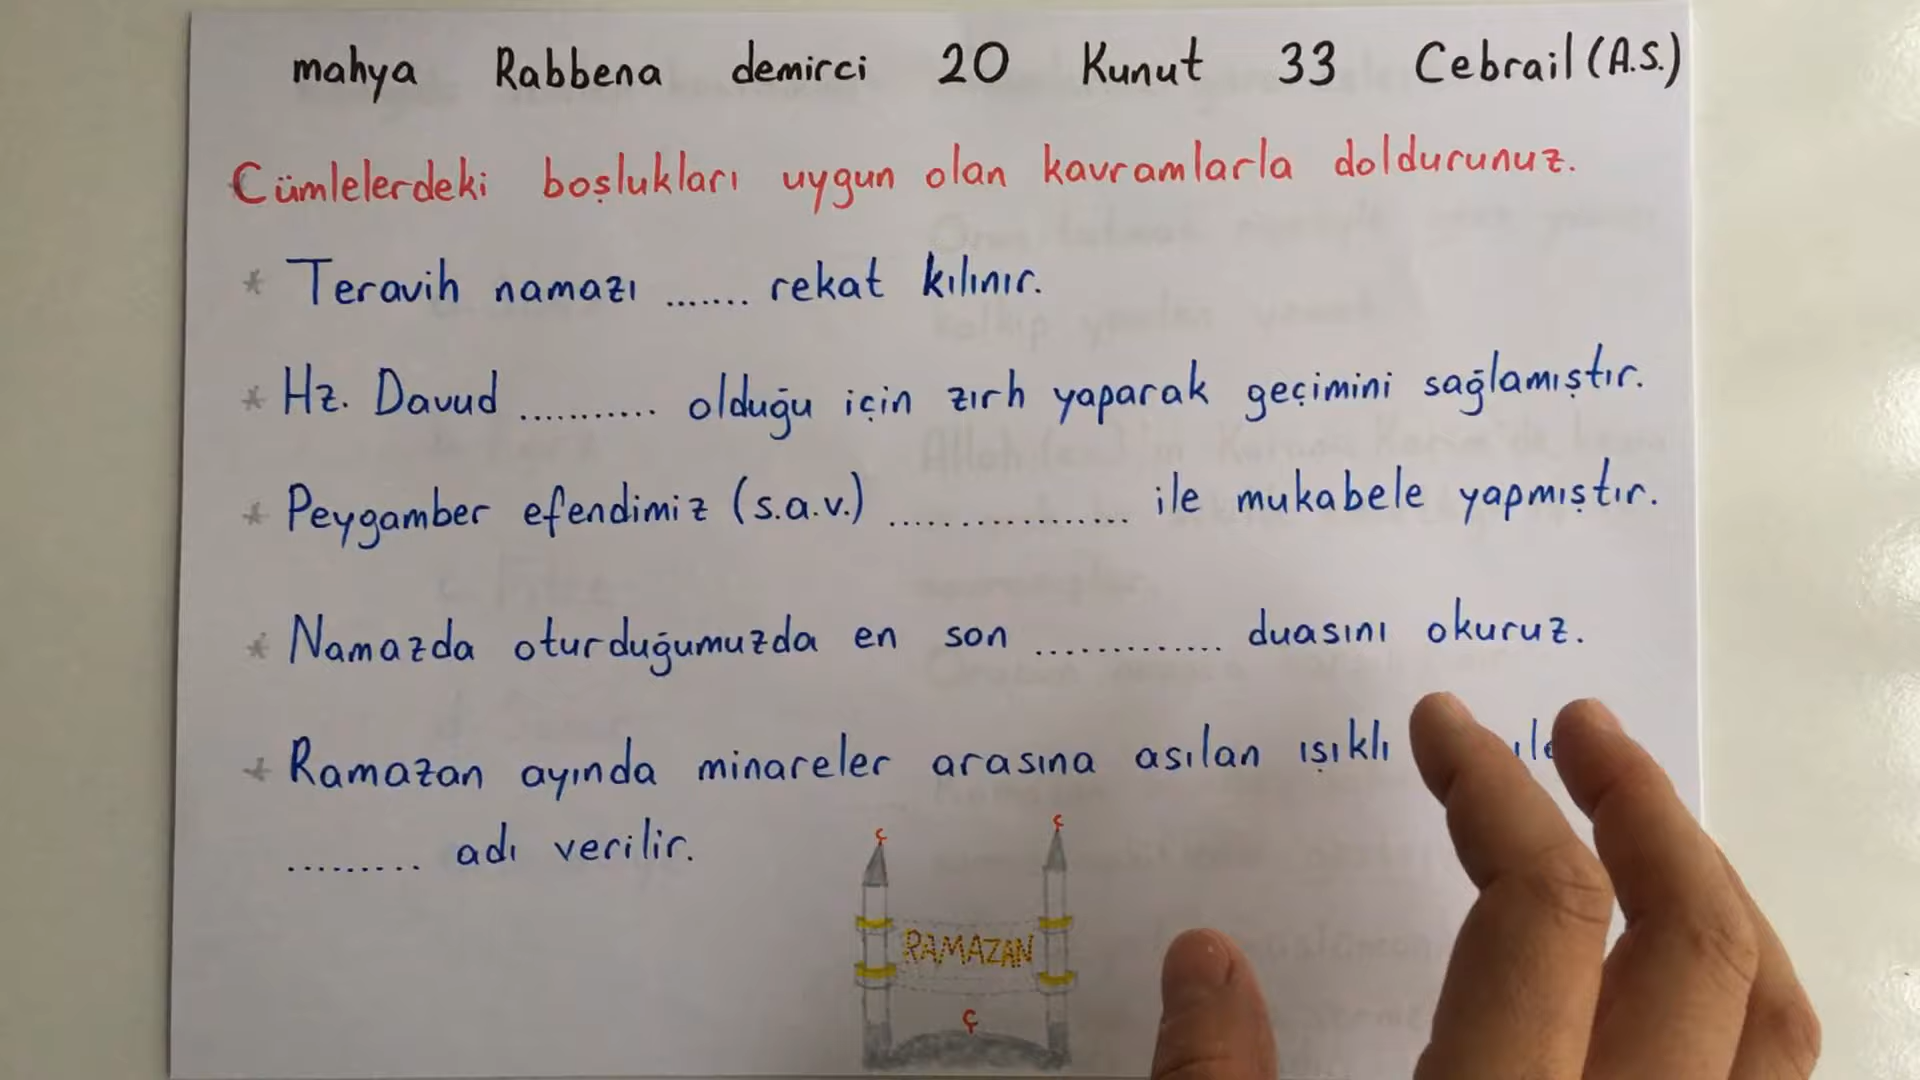 mahya Rabbena demirci 20 Kunut 33 Cebrail (A.S.)
Cümlelerdeki boşlukları uygun olan kavramlarla doldurunuz.
* Teravih namazı ....... rekat kılınır.
* Hz. Davud ........... olduğu için zırh yaparak geçimini sağlamıştır.
* Peygamber efendimiz (s.a.v.) ................. ile mukabele yapmıştır.
* Namazda oturduğumuzda en son ............. duasını okuruz.
* Ramazan ayında minareler arasına asılan ışıklı
......... adı verilir.
RAMAZAN